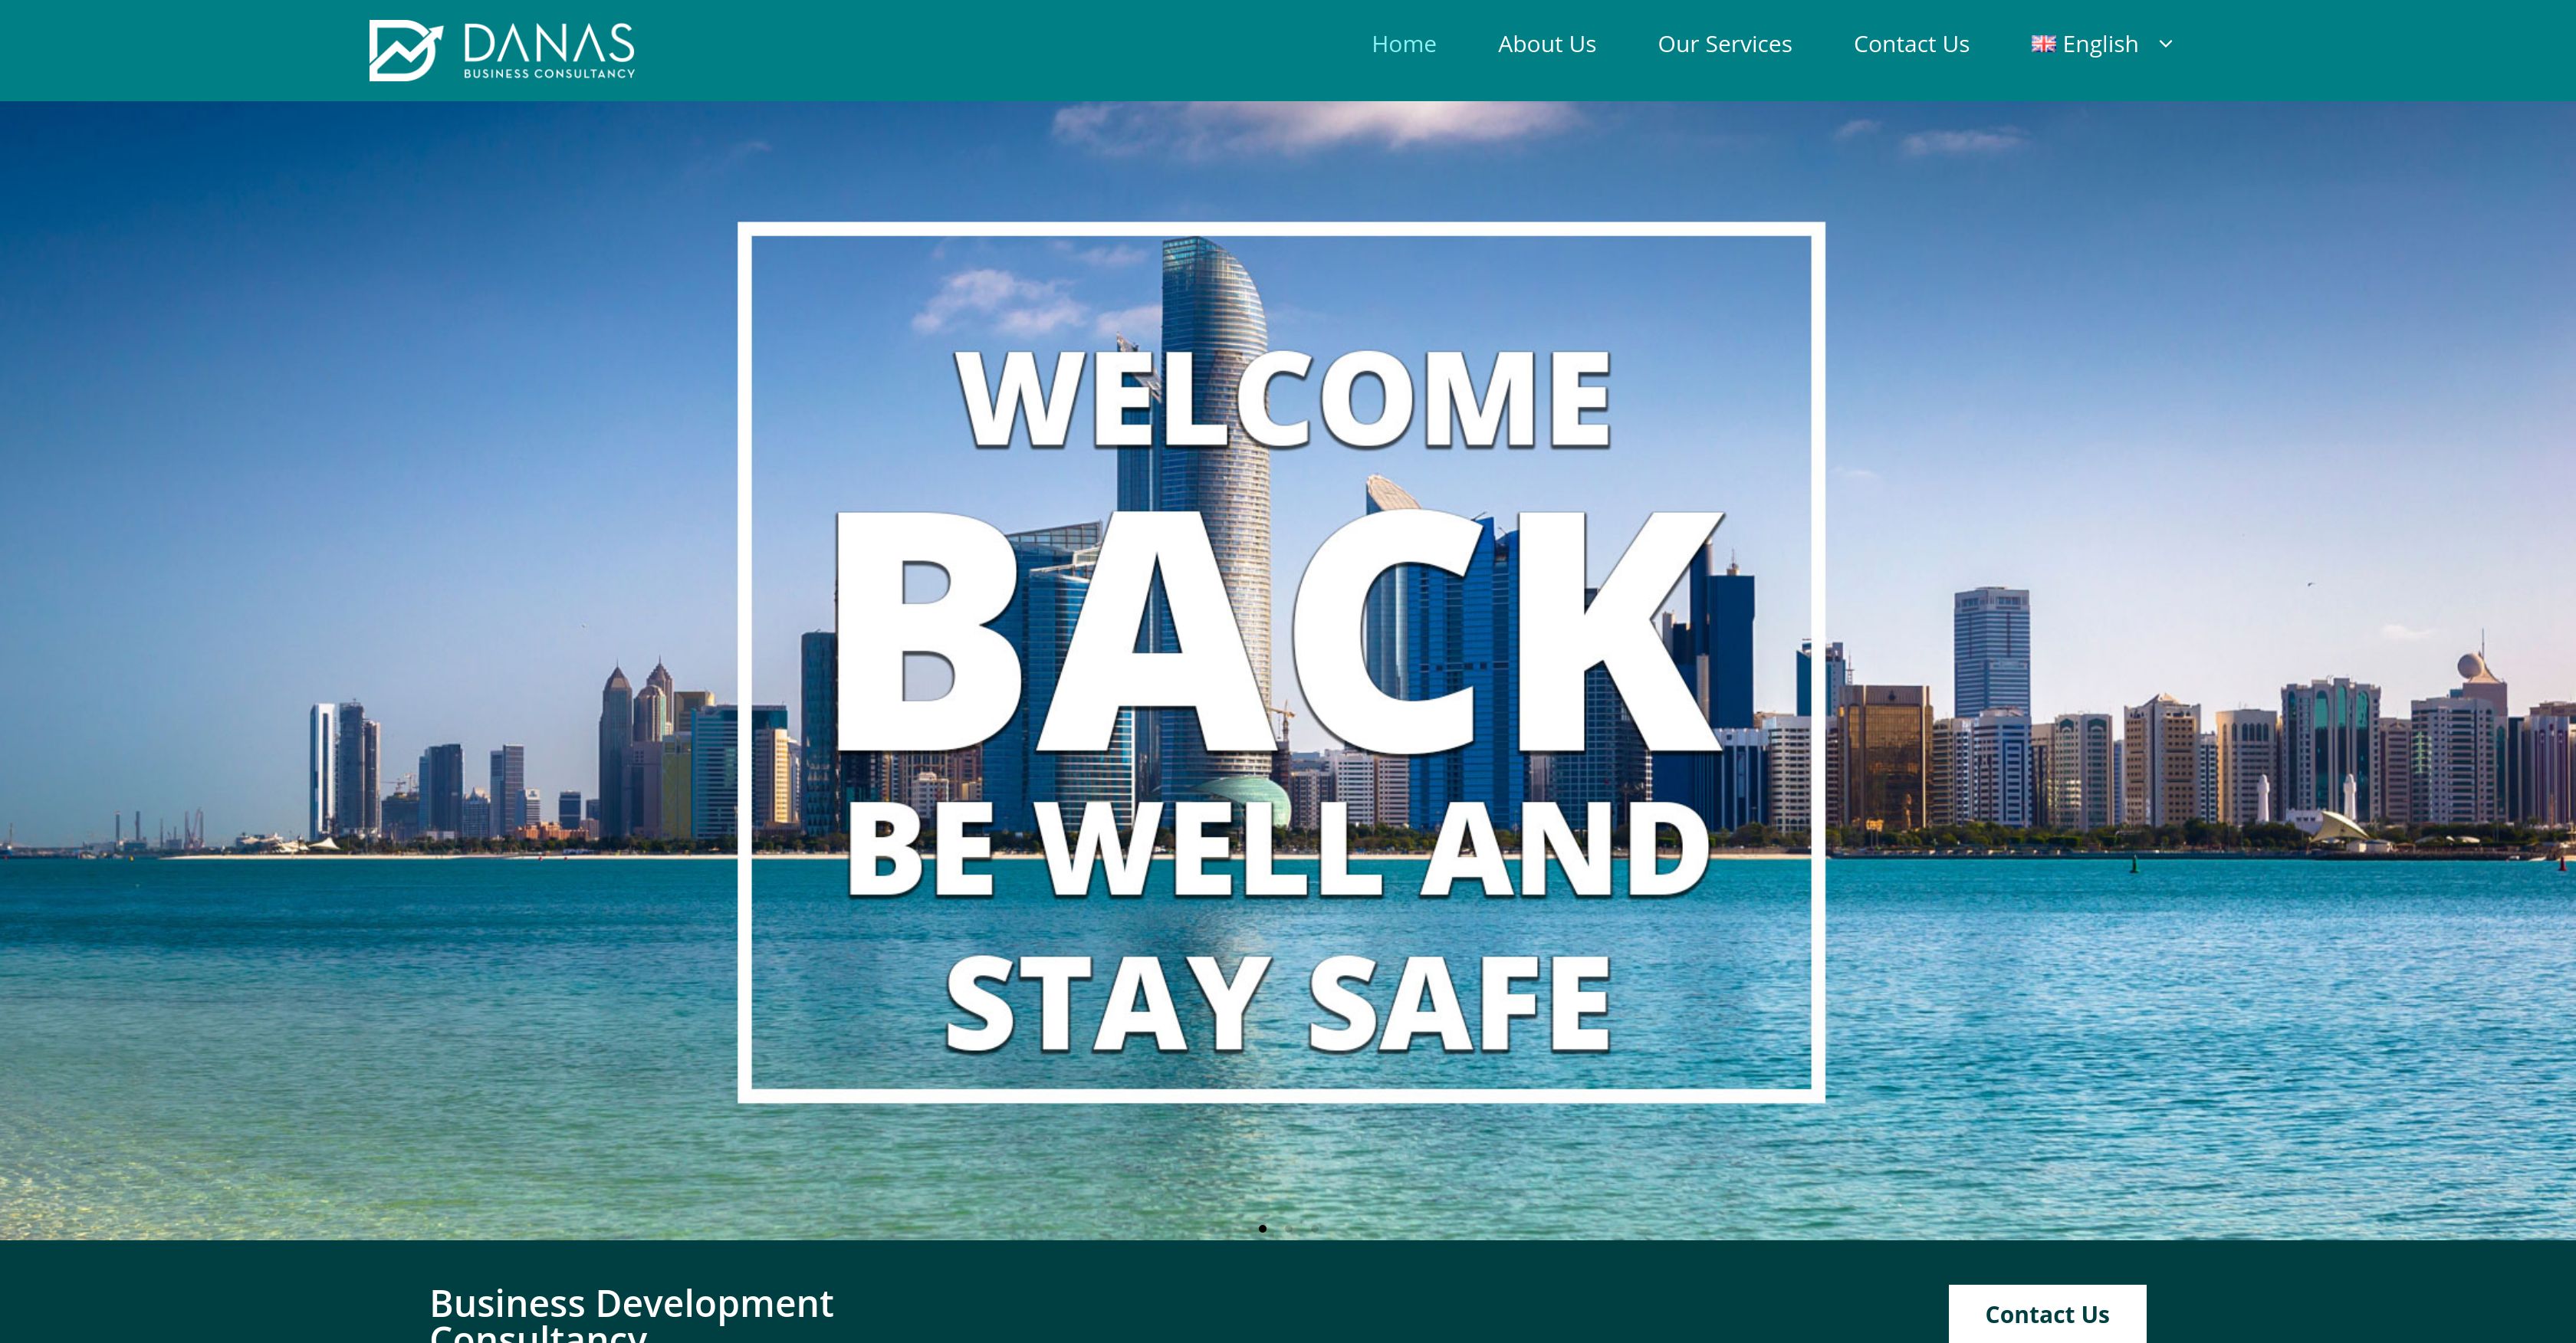 DANAS
BUSINESS CONSULTANCY
Home
About Us
Our Services
Contact Us
English
WELCOME
BACK
BE WELL AND
STAY SAFE
Business Development
Consultancy
Contact Us